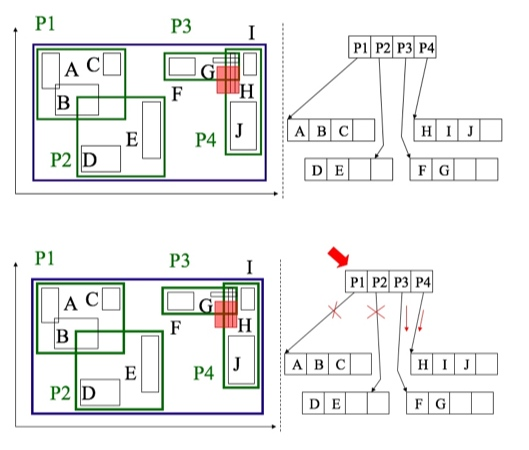 P1 P3 I
A C G
B F H
E J
P2 D P4
P1 P2 P3 P4
A B C
H I J
D E
F G
P1 P3 I
A C G
B F H
E J
P2 D P4
P1 P2 P3 P4
A B C
H I J
D E
F G